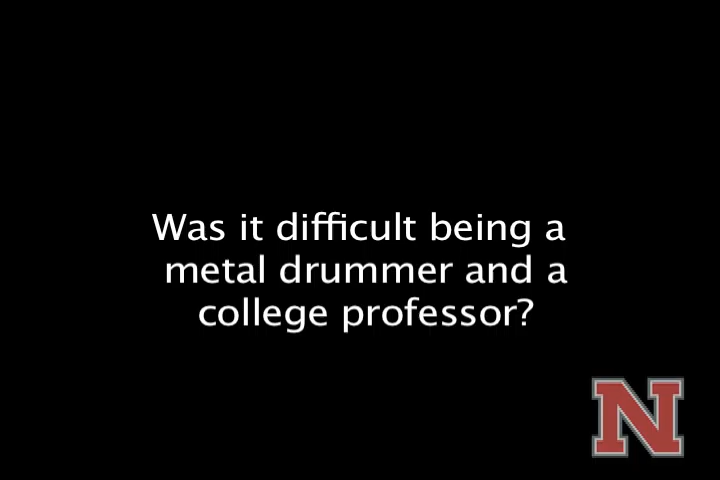 Was it difficult being a
metal drummer and a
college professor?
N